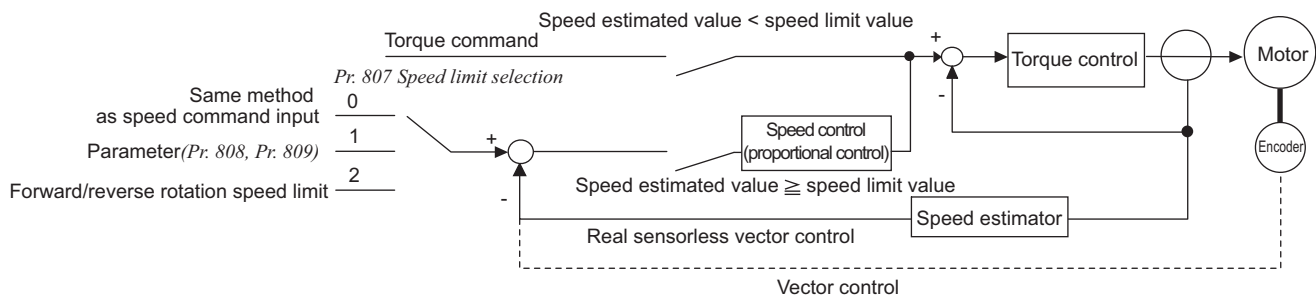 Speed estimated value < speed limit value
Torque command
+
Torque control
Motor
Pr. 807 Speed limit selection
-
Same method
as speed command input
0
+
Speed control
(proportional control)
Encoder
Parameter(Pr. 808, Pr. 809)
1
Forward/reverse rotation speed limit
2
Speed estimated value ≧ speed limit value
-
Speed estimator
Real sensorless vector control
Vector control